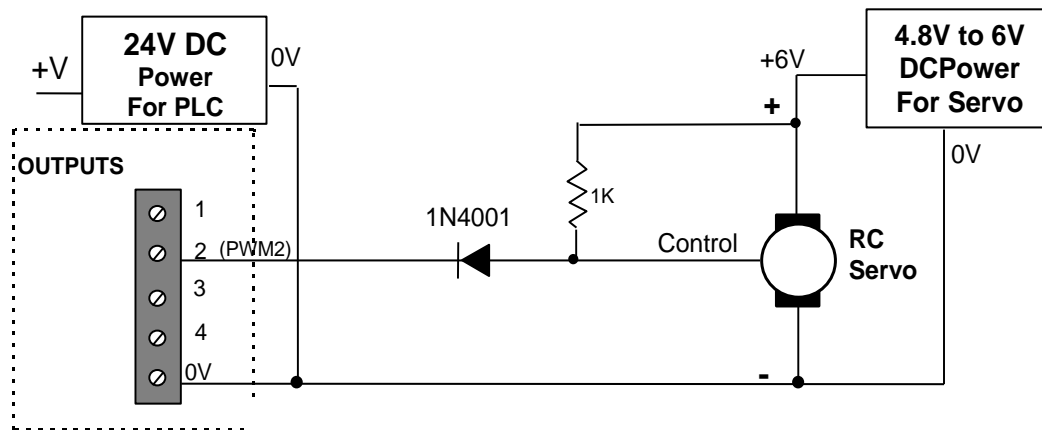 24V DC
Power
For PLC
+V
0V
OUTPUTS
1
2 (PWM2)
3
4
0V
1N4001
1K
Control
+6V
+
-
RC
Servo
4.8V to 6V
DCPower
For Servo
0V